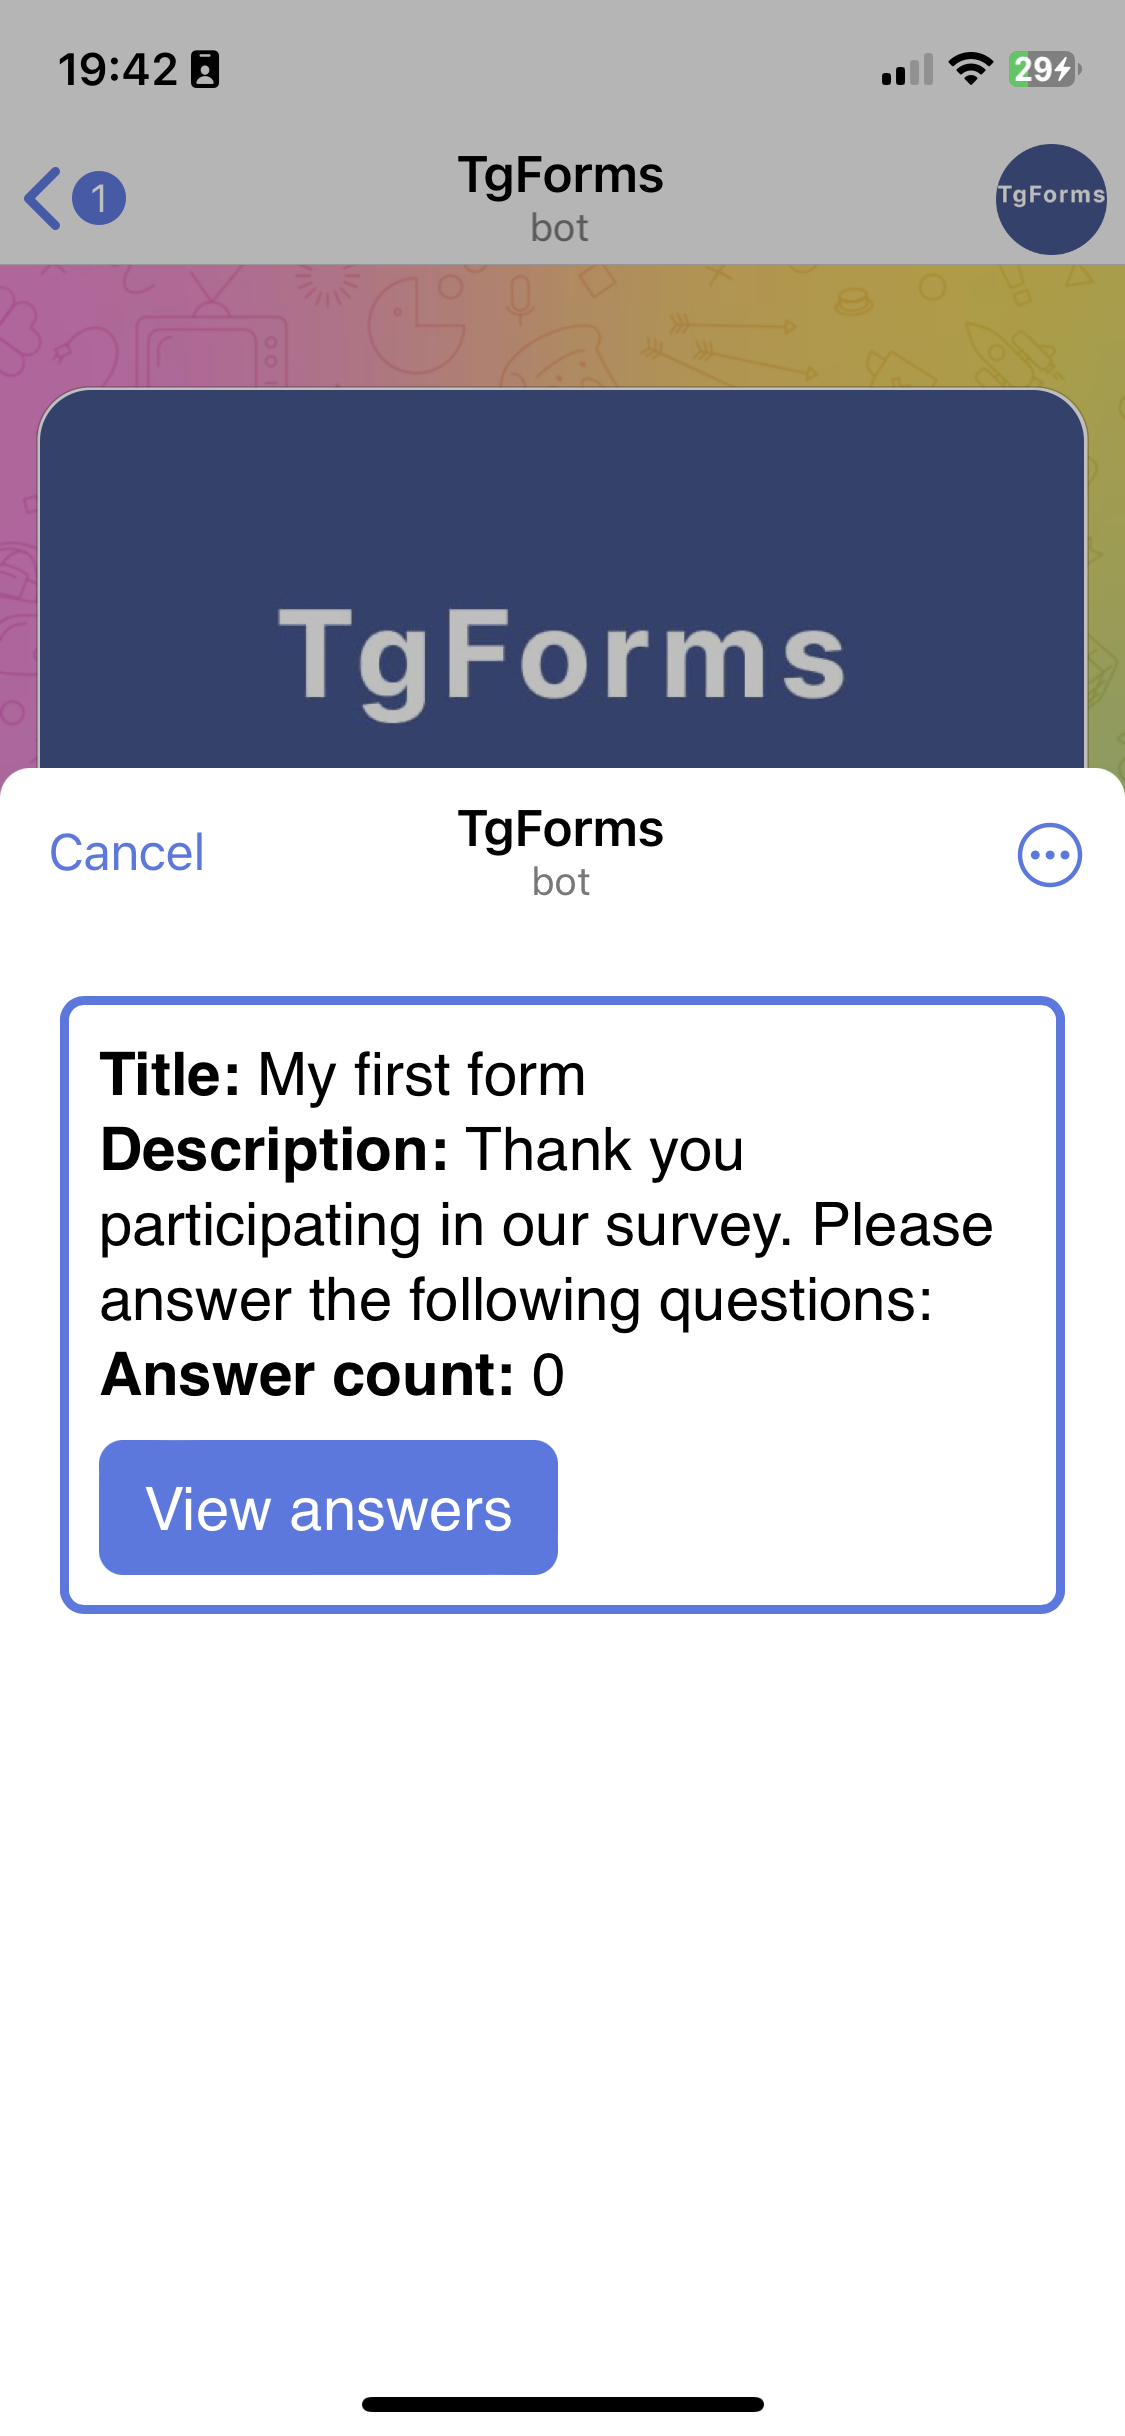 19:42
29
1
TgForms
bot
TgForms
TgForms
Cancel
TgForms
bot
Title: My first form
Description: Thank you
participating in our survey. Please
answer the following questions:
Answer count: 0
View answers